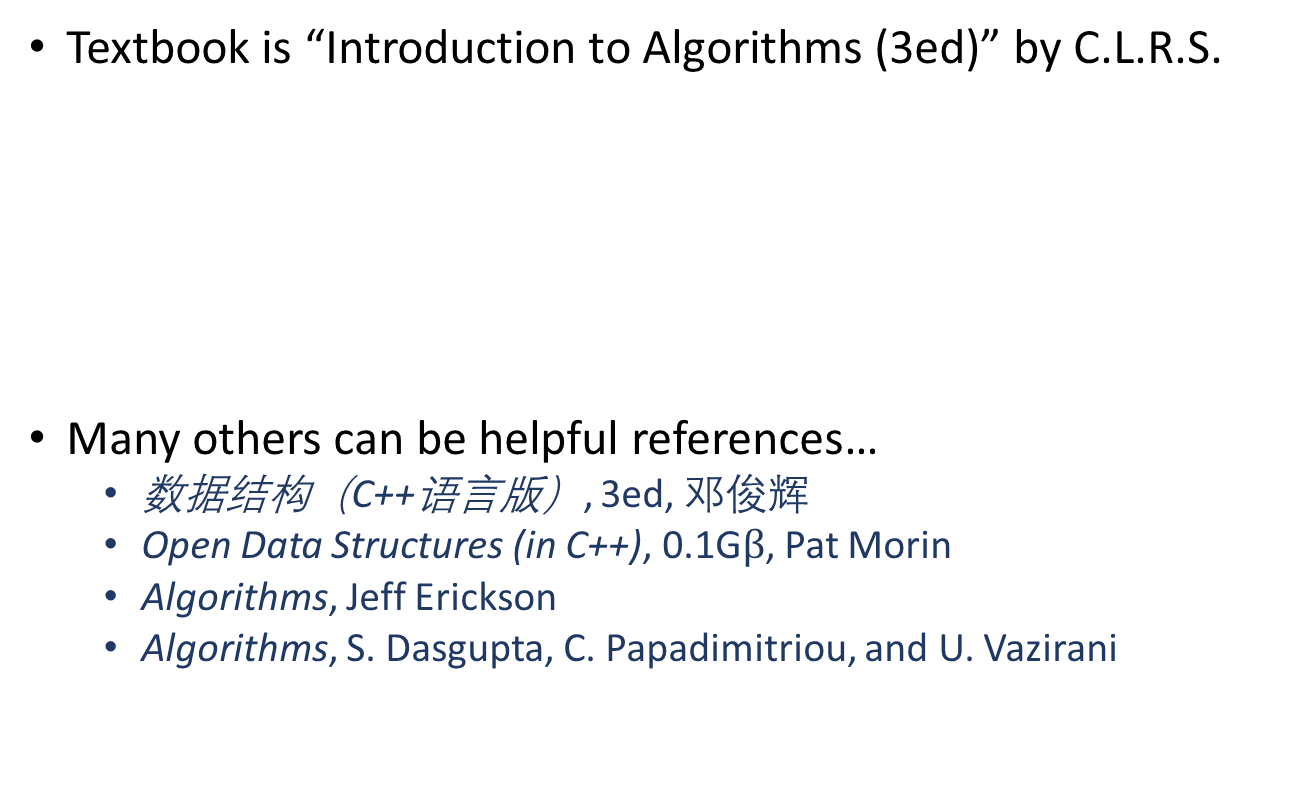 • Textbook is “Introduction to Algorithms (3ed)” by C.L.R.S.
• Many others can be helpful references…
• 数据结构（C++语言版）, 3ed, 邓俊辉
• Open Data Structures (in C++), 0.1Gβ, Pat Morin
• Algorithms, Jeff Erickson
• Algorithms, S. Dasgupta, C. Papadimitriou, and U. Vazirani